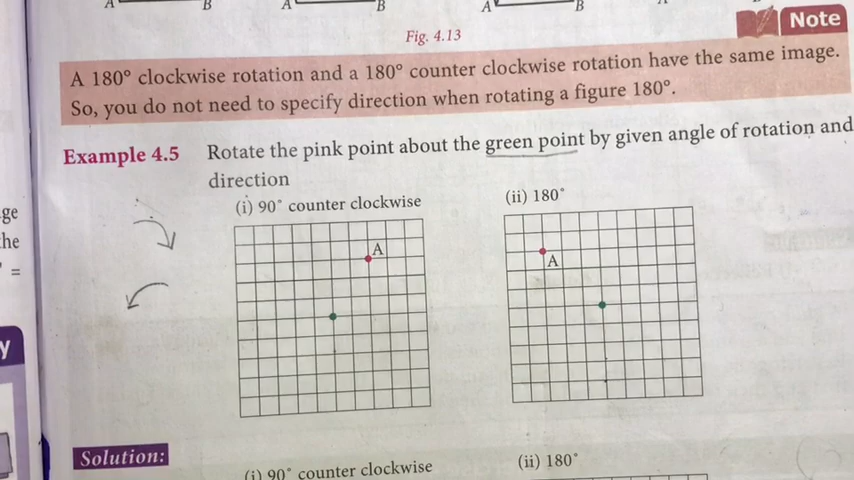 A B A B A B
Fig. 4.13
Note
A 180° clockwise rotation and a 180° counter clockwise rotation have the same image.
So, you do not need to specify direction when rotating a figure 180°.
Example 4.5 Rotate the pink point about the green point by given angle of rotation and
direction
(i) 90° counter clockwise (ii) 180°
A
A
ge
he
=
y
Solution:
(i) 90° counter clockwise (ii) 180°